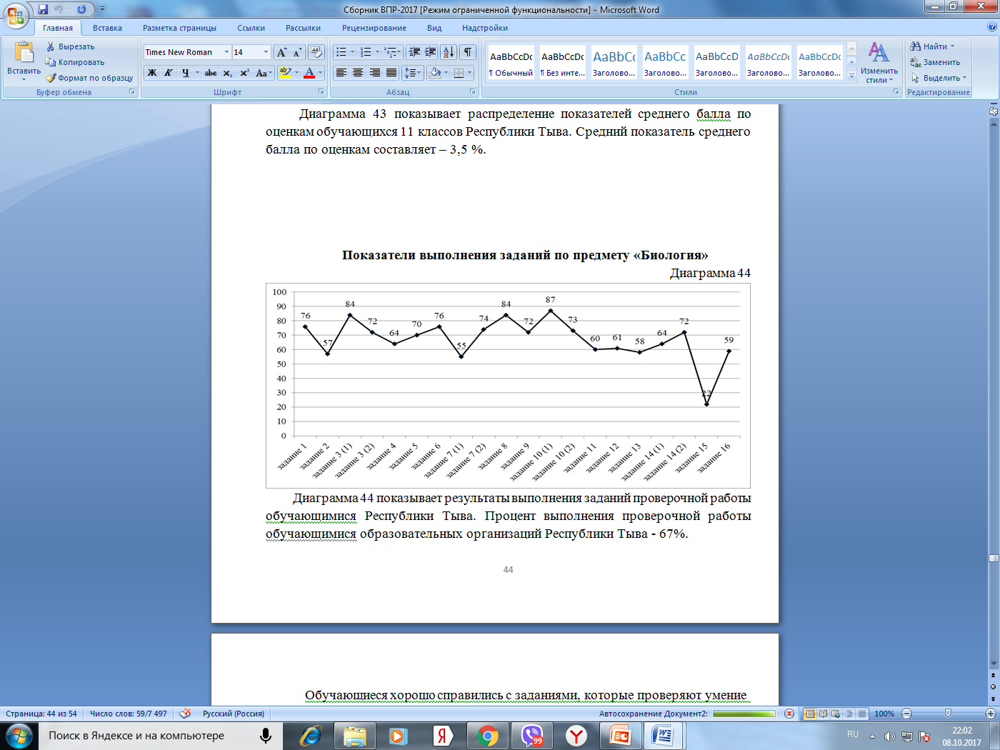 Сборник ВПР-2017 [Режим ограниченной функциональности] - Microsoft Word
Главная Вставка Разметка страницы Ссылки Рассылки Рецензирование Вид Надстройки
Вставить
Вырезать
Копировать
Формат по образцу
Буфер обмена
Times New Roman 14
Ж К Ч abc x₂ x² Aa
Шрифт
Абзац
AaBbCcDc AaBbCcDc AaBbCc AaBbCc AaBbCcD AaBbCcDc AaBbCcDc
¶ Обычный ¶ Без инте... Заголово... Заголово... Заголово... Заголово... Заголово...
Стили
Изменить стили
Найти
Заменить
Выделить
Редактирование
Диаграмма 43 показывает распределение показателей среднего балла по
оценкам обучающихся 11 классов Республики Тыва. Средний показатель среднего
балла по оценкам составляет – 3,5 %.
Показатели выполнения заданий по предмету «Биология»
Диаграмма 44
100
90
80
70
60
50
40
30
20
10
0
76 57 84 72 64 70 76 55 74 84 72 87 73 60 61 58 64 72 22 59
задание 1
задание 2
задание 3 (1)
задание 3 (2)
задание 4
задание 5
задание 6
задание 7 (1)
задание 7 (2)
задание 8
задание 9
задание 10 (1)
задание 10 (2)
задание 11
задание 12
задание 13
задание 14 (1)
задание 14 (2)
задание 15
задание 16
Диаграмма 44 показывает результаты выполнения заданий проверочной работы
обучающимися Республики Тыва. Процент выполнения проверочной работы
обучающимися образовательных организаций Республики Тыва - 67%.
44
Обучающиеся хорошо справились с заданиями, которые проверяют умение
Страница: 44 из 54 Число слов: 59/7 497 Русский (Россия) Автосохранение Документ2: 100%
Поиск в Яндексе и на компьютере
99
RU
22:02
08.10.2017